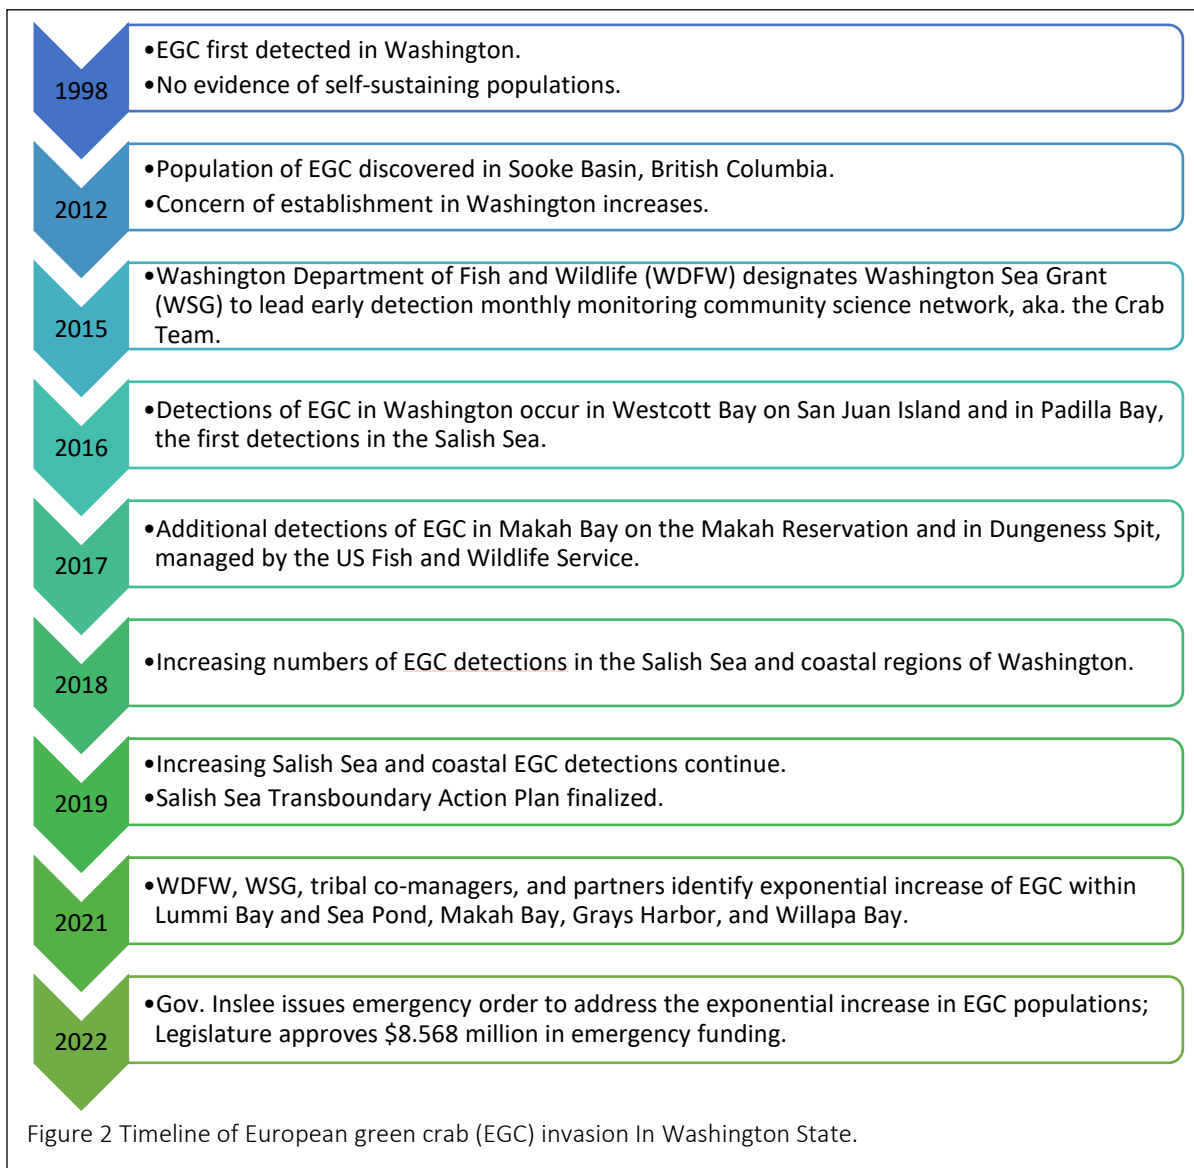 1998
•EGC first detected in Washington.
•No evidence of self-sustaining populations.
2012
•Population of EGC discovered in Sooke Basin, British Columbia.
•Concern of establishment in Washington increases.
2015
•Washington Department of Fish and Wildlife (WDFW) designates Washington Sea Grant
(WSG) to lead early detection monthly monitoring community science network, aka. the Crab
Team.
2016
•Detections of EGC in Washington occur in Westcott Bay on San Juan Island and in Padilla Bay,
the first detections in the Salish Sea.
2017
•Additional detections of EGC in Makah Bay on the Makah Reservation and in Dungeness Spit,
managed by the US Fish and Wildlife Service.
2018
•Increasing numbers of EGC detections in the Salish Sea and coastal regions of Washington.
2019
•Increasing Salish Sea and coastal EGC detections continue.
•Salish Sea Transboundary Action Plan finalized.
2021
•WDFW, WSG, tribal co-managers, and partners identify exponential increase of EGC within
Lummi Bay and Sea Pond, Makah Bay, Grays Harbor, and Willapa Bay.
2022
•Gov. Inslee issues emergency order to address the exponential increase in EGC populations;
Legislature approves $8.568 million in emergency funding.
Figure 2 Timeline of European green crab (EGC) invasion In Washington State.